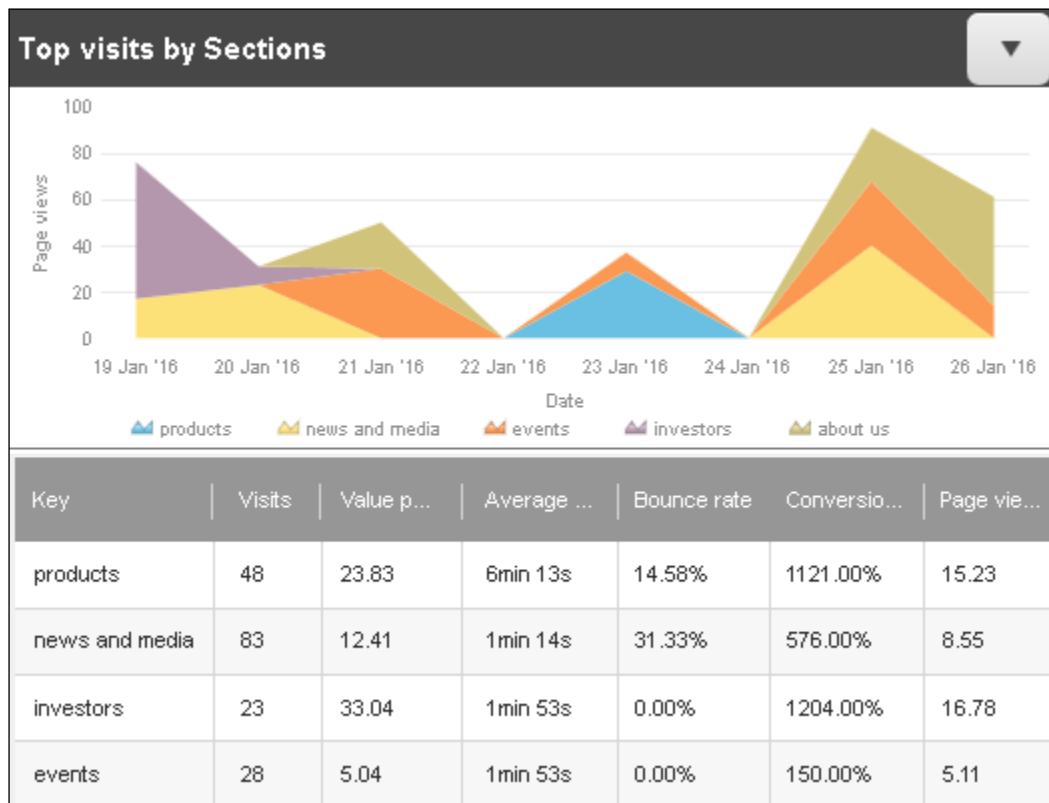 Top visits by Sections
100
80
60
40
20
0
Page views
19 Jan '16 20 Jan '16 21 Jan '16 22 Jan '16 23 Jan '16 24 Jan '16 25 Jan '16 26 Jan '16
Date
products news and media events investors about us
Key Visits Value p... Average ... Bounce rate Conversio... Page vie...
products 48 23.83 6min 13s 14.58% 1121.00% 15.23
news and media 83 12.41 1min 14s 31.33% 576.00% 8.55
investors 23 33.04 1min 53s 0.00% 1204.00% 16.78
events 28 5.04 1min 53s 0.00% 150.00% 5.11